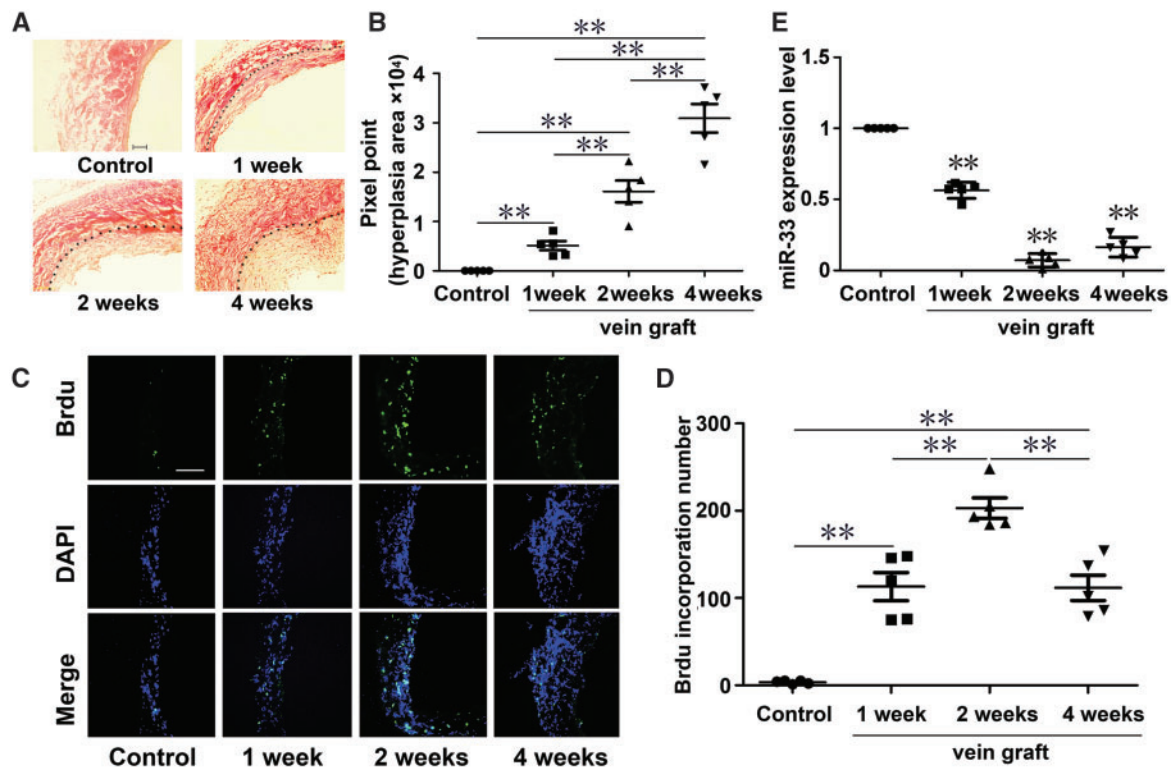 A
Control
1 week
2 weeks
4 weeks
B
Pixel point
(hyperplasia area ×10⁴)
4
3
2
1
0
**
**
**
**
**
**
Control
1week
2weeks
4weeks
vein graft
E
miR-33 expression level
1.5
1
0.5
0
**
**
**
Control
1week
2weeks
4weeks
vein graft
C
Brdu
DAPI
Merge
Control
1 week
2 weeks
4 weeks
D
Brdu incorporation number
300
200
100
0
**
**
**
**
Control
1 week
2 weeks
4 weeks
vein graft